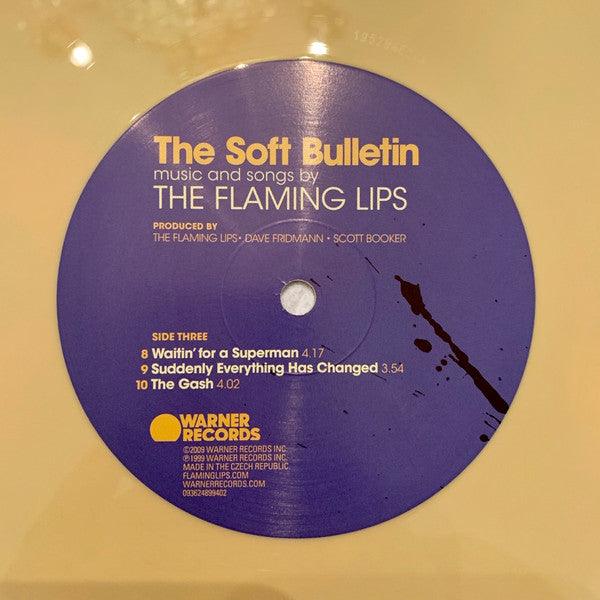 The Soft Bulletin
music and songs by
THE FLAMING LIPS
PRODUCED BY
THE FLAMING LIPS • DAVE FRIDMANN • SCOTT BOOKER
SIDE THREE
8 Waitin' for a Superman 4.17
9 Suddenly Everything Has Changed 3.54
10 The Gash 4.02
WARNER
RECORDS
©2009 WARNER RECORDS INC.
℗1999 WARNER RECORDS INC.
MADE IN THE CZECH REPUBLIC.
FLAMINGLIPS.COM
WARNERRECORDS.COM
093624899402